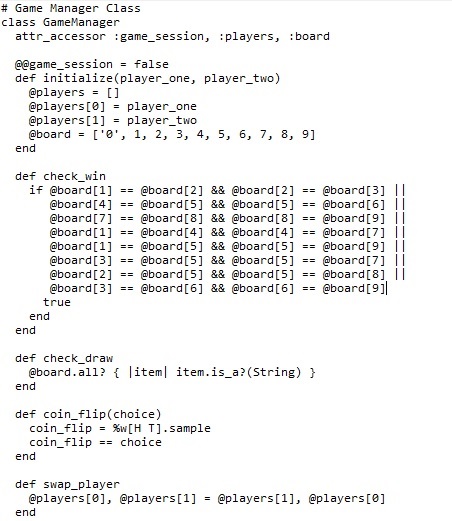 # Game Manager Class
class GameManager
  attr_accessor :game_session, :players, :board

  @@game_session = false
  def initialize(player_one, player_two)
    @players = []
    @players[0] = player_one
    @players[1] = player_two
    @board = ['0', 1, 2, 3, 4, 5, 6, 7, 8, 9]
  end

  def check_win
    if @board[1] == @board[2] && @board[2] == @board[3] ||
       @board[4] == @board[5] && @board[5] == @board[6] ||
       @board[7] == @board[8] && @board[8] == @board[9] ||
       @board[1] == @board[4] && @board[4] == @board[7] ||
       @board[1] == @board[5] && @board[5] == @board[9] ||
       @board[3] == @board[5] && @board[5] == @board[7] ||
       @board[2] == @board[5] && @board[5] == @board[8] ||
       @board[3] == @board[6] && @board[6] == @board[9]
      true
    end
  end

  def check_draw
    @board.all? { |item| item.is_a?(String) }
  end

  def coin_flip(choice)
    coin_flip = %w[H T].sample
    coin_flip == choice
  end

  def swap_player
    @players[0], @players[1] = @players[1], @players[0]
  end